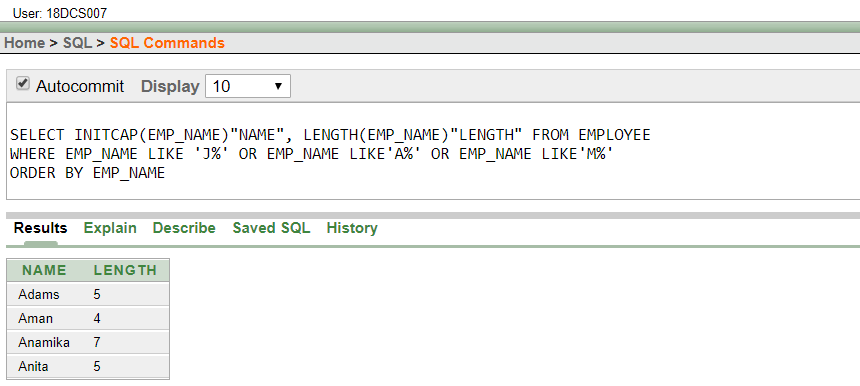 User: 18DCS007
Home > SQL > SQL Commands
Autocommit Display 10
SELECT INITCAP(EMP_NAME)"NAME", LENGTH(EMP_NAME)"LENGTH" FROM EMPLOYEE
WHERE EMP_NAME LIKE 'J%' OR EMP_NAME LIKE'A%' OR EMP_NAME LIKE'M%'
ORDER BY EMP_NAME
Results Explain Describe Saved SQL History
NAME LENGTH
Adams 5
Aman 4
Anamika 7
Anita 5